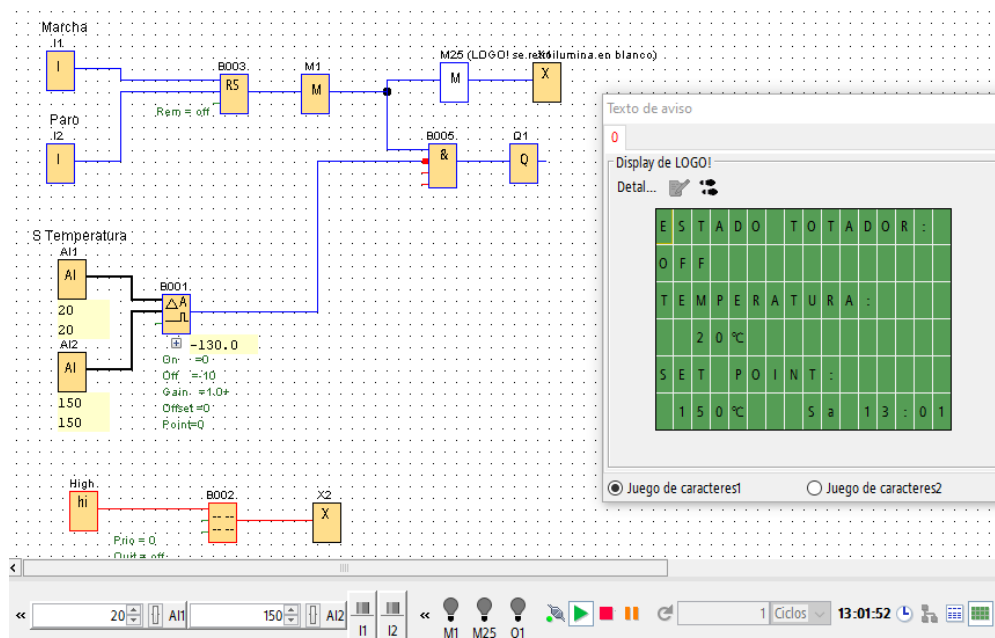 Marcha
I1
I
B003
RS
Rem = off
M1
M
M25 (LOGO! se retroilumina en blanco)
M
X
Paro
I2
I
B005
&
Q1
Q
S Temperatura
AI1
AI
20
20
AI2
AI
150
150
B001
A
-130.0
On =0
Off =-10
Gain =1.0+
Offset =0
Point=0
High
hi
B002
Prio = 0
Quit = off
X2
X
Texto de aviso
0
Display de LOGO!
Detal...
ESTADO TOTADOR:
OFF
TEMPERATURA:
20℃
SET POINT:
150℃ Sa 13:01
Juego de caracteres1
Juego de caracteres2
« 20 AI1 150 AI2 I1 I2 « M1 M25 Q1 1 Ciclos 13:01:52